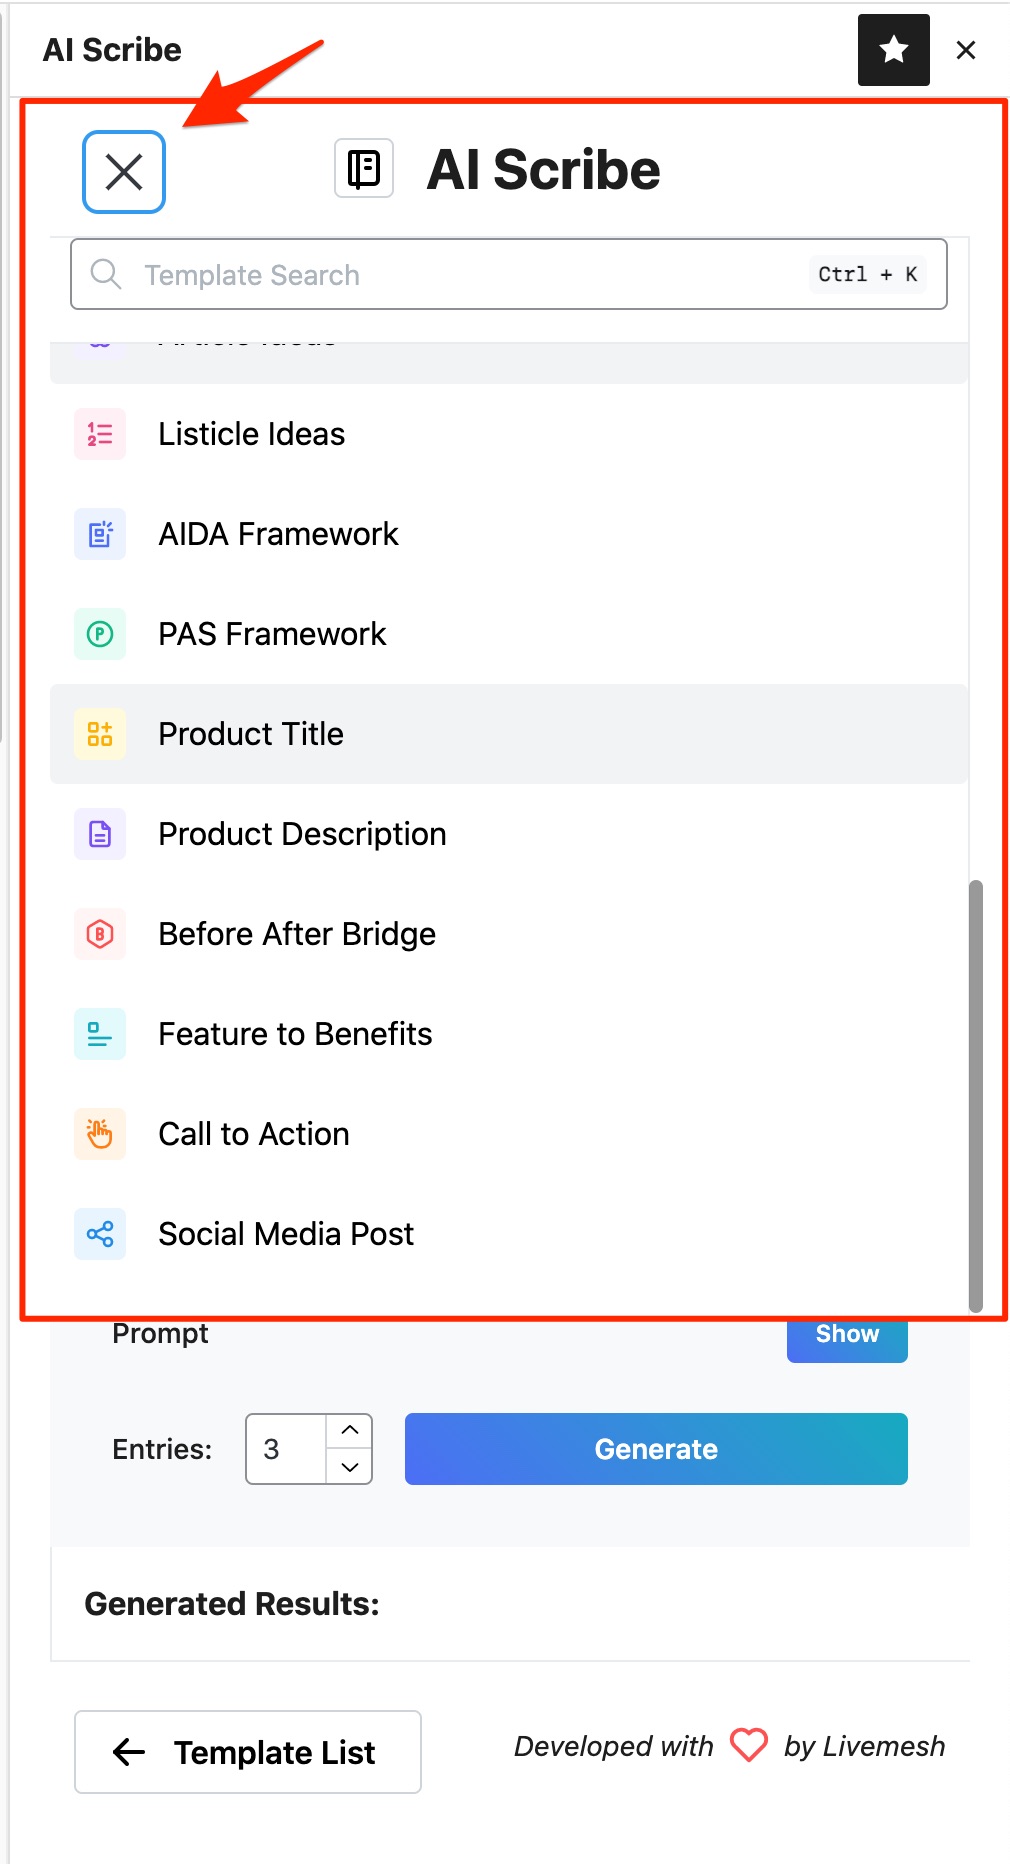 AI Scribe
AI Scribe
Template Search
Ctrl + K
Article Ideas
Listicle Ideas
AIDA Framework
PAS Framework
Product Title
Product Description
Before After Bridge
Feature to Benefits
Call to Action
Social Media Post
Prompt
Show
Entries:
3
Generate
Generated Results:
Template List
Developed with
by Livemesh